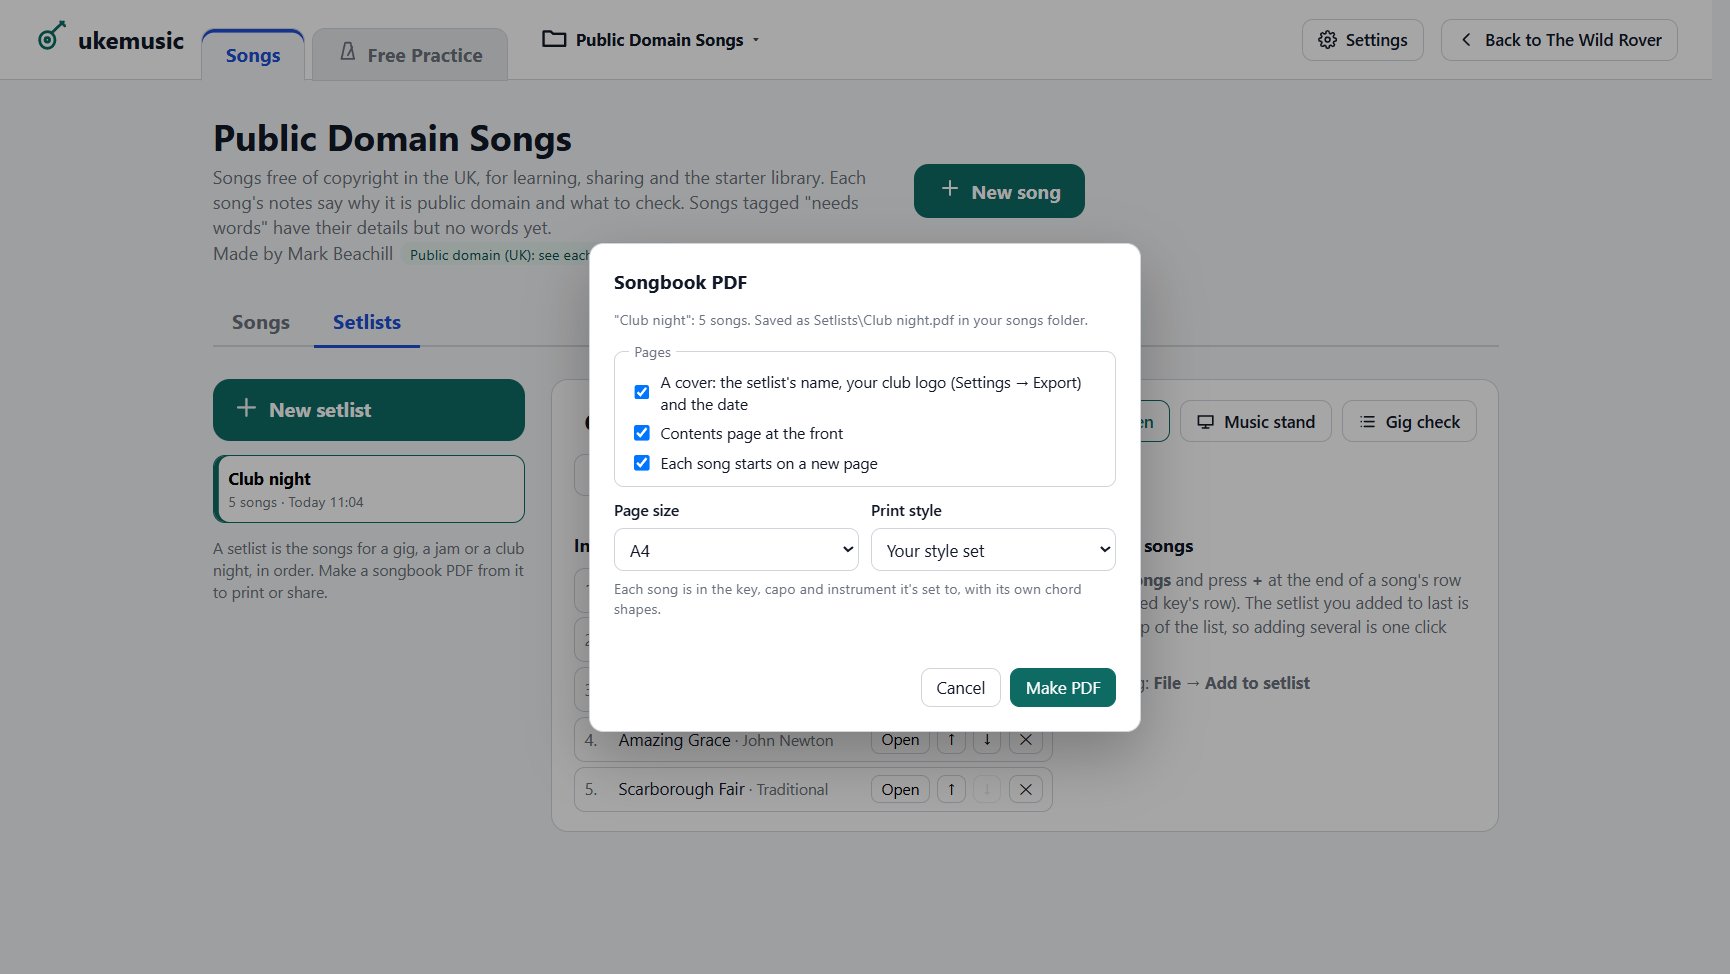 ukemusic
Songs
Free Practice
Public Domain Songs
Settings
Back to The Wild Rover
Public Domain Songs
Songs free of copyright in the UK, for learning, sharing and the starter library. Each
song's notes say why it is public domain and what to check. Songs tagged "needs
words" have their details but no words yet.
Made by Mark Beachill
Public domain (UK): see each
New song
Songs
Setlists
New setlist
Club night
5 songs · Today 11:04
A setlist is the songs for a gig, a jam or a club
night, in order. Make a songbook PDF from it
to print or share.
Songbook PDF
"Club night": 5 songs. Saved as Setlists\Club night.pdf in your songs folder.
Pages
A cover: the setlist's name, your club logo (Settings → Export)
and the date
Contents page at the front
Each song starts on a new page
Page size
Print style
A4
Your style set
Each song is in the key, capo and instrument it's set to, with its own chord
shapes.
Cancel
Make PDF
Music stand
Gig check
songs
and press + at the end of a song's row
key's row). The setlist you added to last is
of the list, so adding several is one click
File → Add to setlist
4. Amazing Grace · John Newton
Open ↑ ↓ ×
5. Scarborough Fair · Traditional
Open ↑ ↓ ×